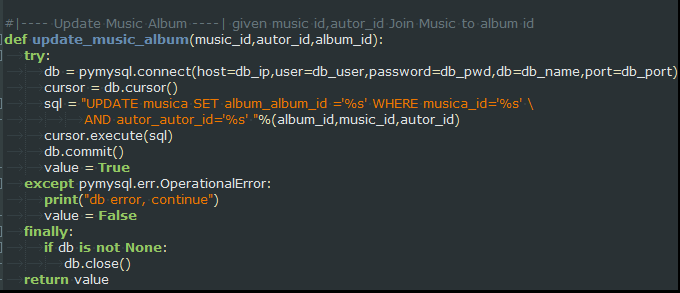 #|---- Update Music Album ----| given music id,autor_id Join Music to album id
def update_music_album(music_id,autor_id,album_id):
try:
db = pymysql.connect(host=db_ip,user=db_user,password=db_pwd,db=db_name,port=db_port)
cursor = db.cursor()
sql = "UPDATE musica SET album_album_id ='%s' WHERE musica_id='%s' \
AND autor_autor_id='%s' "%(album_id,music_id,autor_id)
cursor.execute(sql)
db.commit()
value = True
except pymysql.err.OperationalError:
print("db error, continue")
value = False
finally:
if db is not None:
db.close()
return value